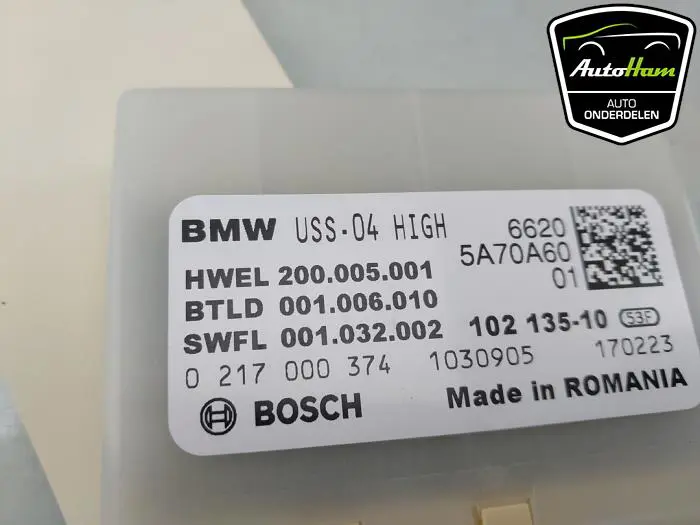 AutoHam
AUTO
ONDERDELEN
BMW USS-04 HIGH
6620
5A70A60
01
HWEL 200.005.001
BTLD 001.006.010
SWFL 001.032.002
102 135-10 S3F
0 217 000 374 1030905 170223
BOSCH Made in ROMANIA